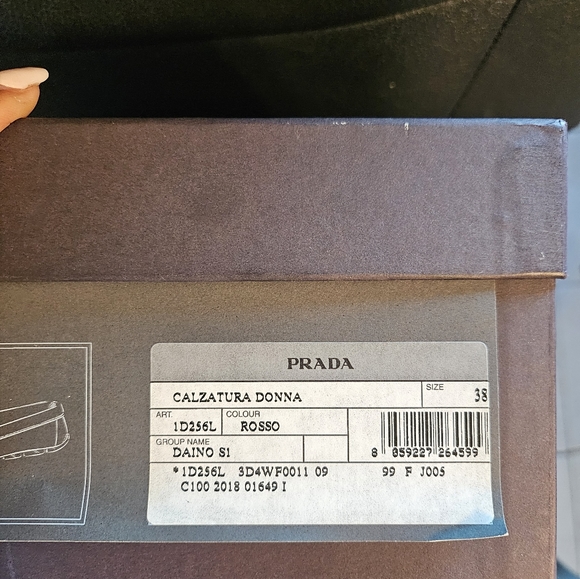 PRADA
CALZATURA DONNA
SIZE
38
ART.
1D256L
COLOUR
ROSSO
GROUP NAME
DAINO S1
8 059227 264599
*1D256L 3D4WF0011 09 99 F J005
C100 2018 01649 I